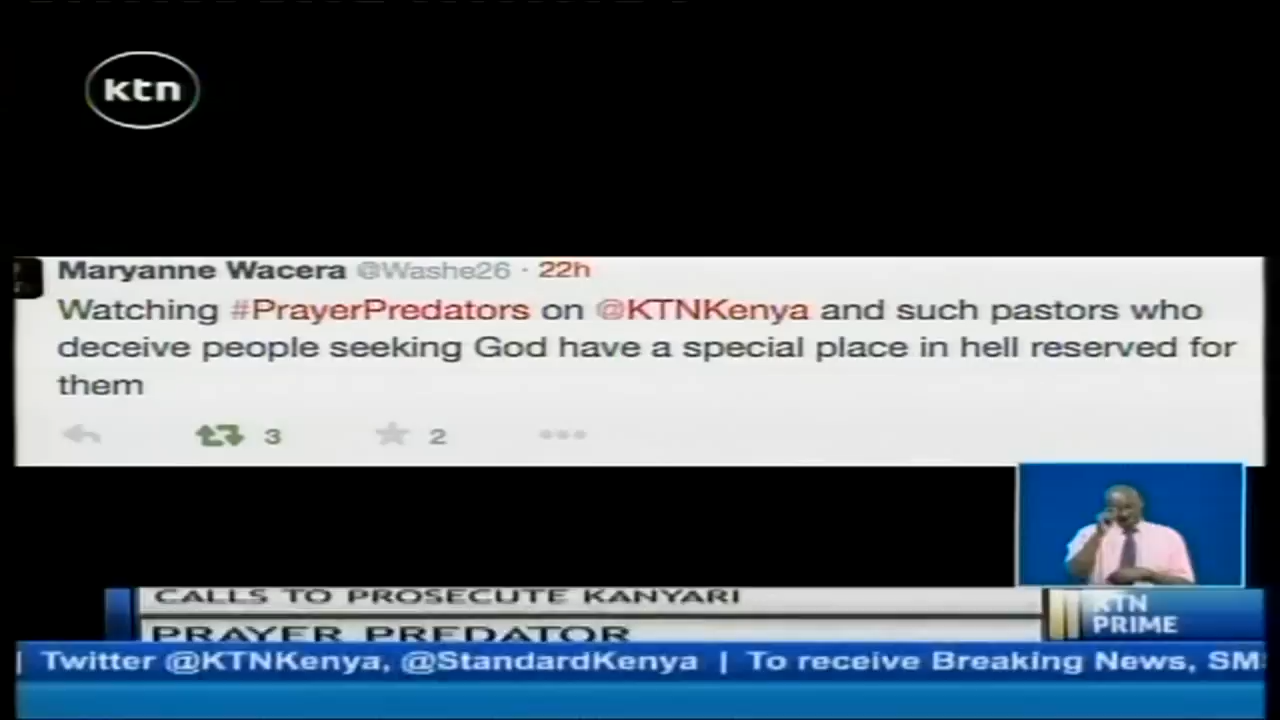 ktn
Maryanne Wacera @Washe26 · 22h
Watching #PrayerPredators on @KTNKenya and such pastors who
deceive people seeking God have a special place in hell reserved for
them
3 2
CALLS TO PROSECUTE KANYARI
PRAYER PREDATOR
KTN
PRIME
| Twitter @KTNKenya, @StandardKenya | To receive Breaking News, SMS